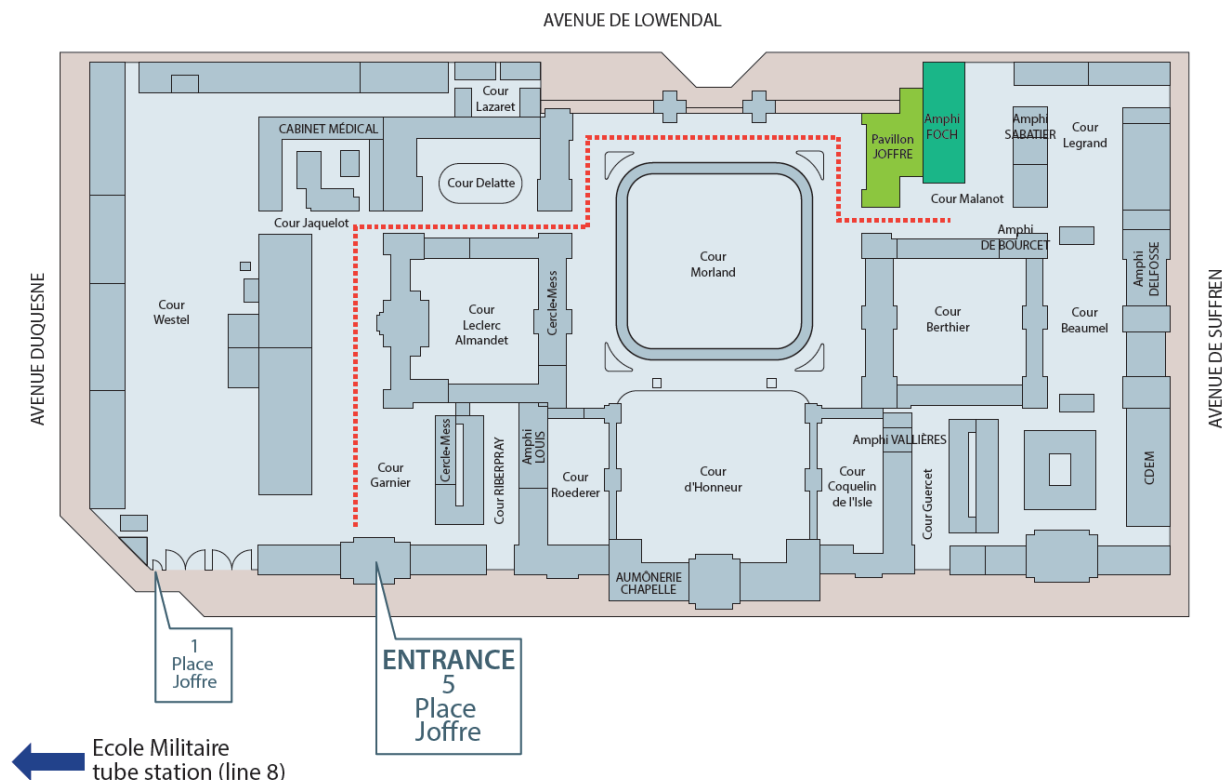 AVENUE DE LOWENDAL
Cour
Lazaret
CABINET MÉDICAL
Amphi
FOCH
Amphi
SABATIER
Cour
Legrand
Pavillon
JOFFRE
Cour Delatte
Cour Malanot
Cour Jaquelot
Amphi
DE BOURCET
AVENUE DUQUESNE
Cour
Westel
Cour
Leclerc
Almandet
Cercle-Mess
Cour
Morland
Cour
Berthier
Cour
Beaumel
Amphi
DELFOSSE
AVENUE DE SUFFREN
Cour
Garnier
Cercle-Mess
Cour RIBERPRAY
Amphi
LOUIS
Cour
Roederer
Cour
d'Honneur
Cour
Coquelin
de l'Isle
Amphi VALLIÈRES
Cour Guercet
CDEM
AUMÔNERIE
CHAPELLE
1
Place
Joffre
ENTRANCE
5
Place
Joffre
Ecole Militaire
tube station (line 8)